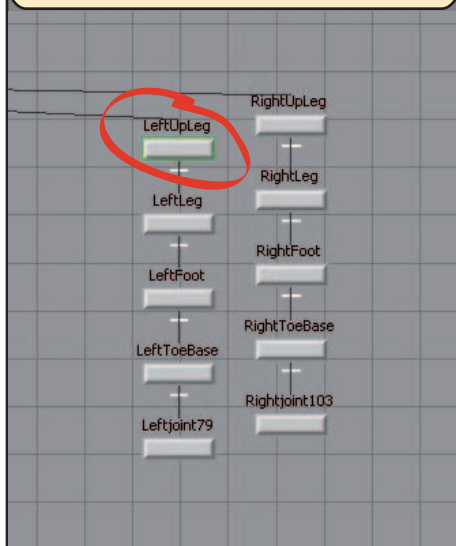 LeftUpLeg
LeftLeg
LeftFoot
LeftToeBase
Leftjoint79
RightUpLeg
RightLeg
RightFoot
RightToeBase
Rightjoint103